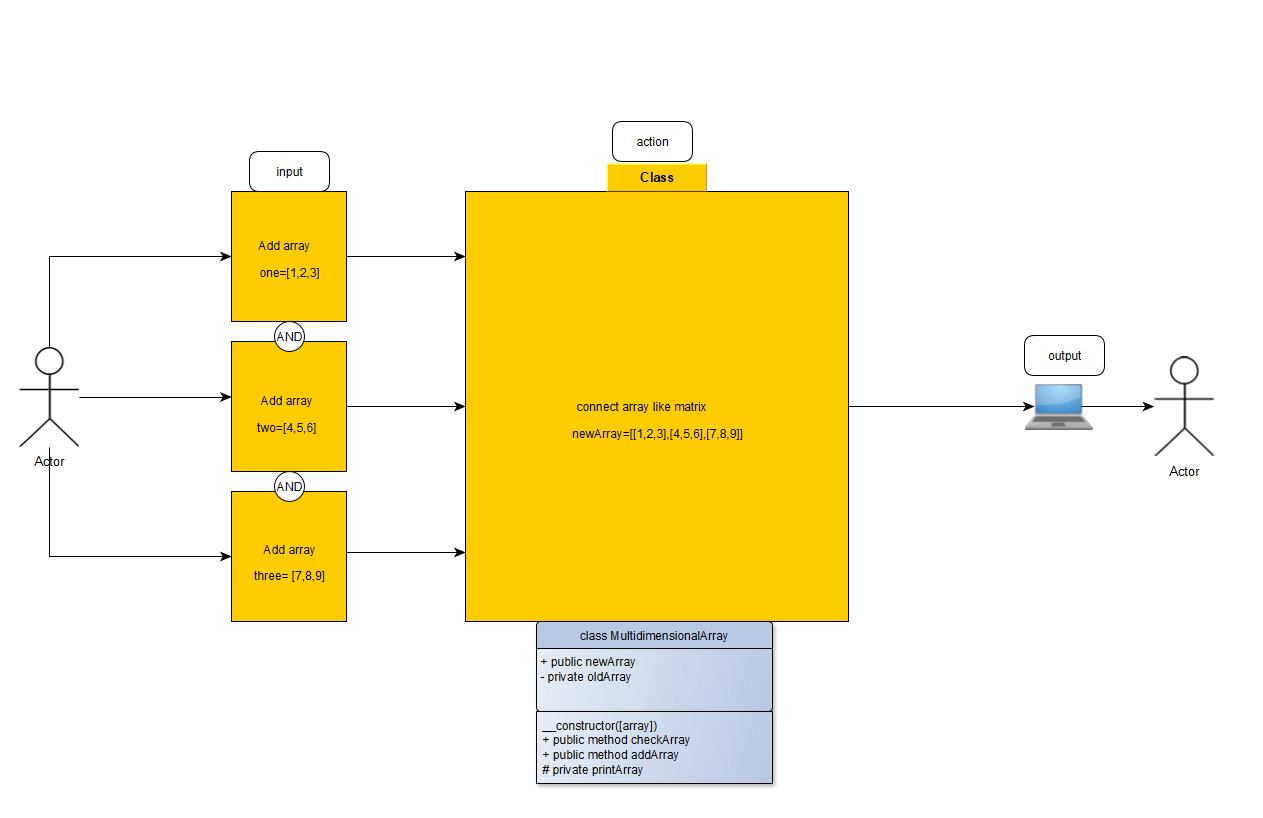 action
input
Class
Add array
one=[1,2,3]
AND
Add array
two=[4,5,6]
AND
Add array
three= [7,8,9]
Actor
connect array like matrix
newArray=[[1,2,3],[4,5,6],[7,8,9]]
output
Actor
class MultidimensionalArray
+ public newArray
- private oldArray
__constructor([array])
+ public method checkArray
+ public method addArray
# private printArray